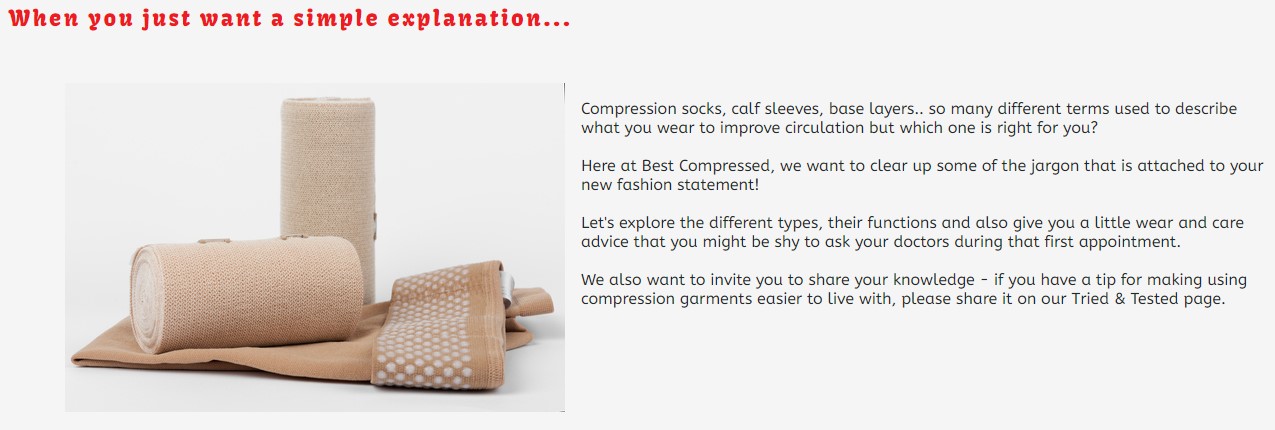 When you just want a simple explanation...
Compression socks, calf sleeves, base layers.. so many different terms used to describe
what you wear to improve circulation but which one is right for you?
Here at Best Compressed, we want to clear up some of the jargon that is attached to your
new fashion statement!
Let's explore the different types, their functions and also give you a little wear and care
advice that you might be shy to ask your doctors during that first appointment.
We also want to invite you to share your knowledge - if you have a tip for making using
compression garments easier to live with, please share it on our Tried & Tested page.